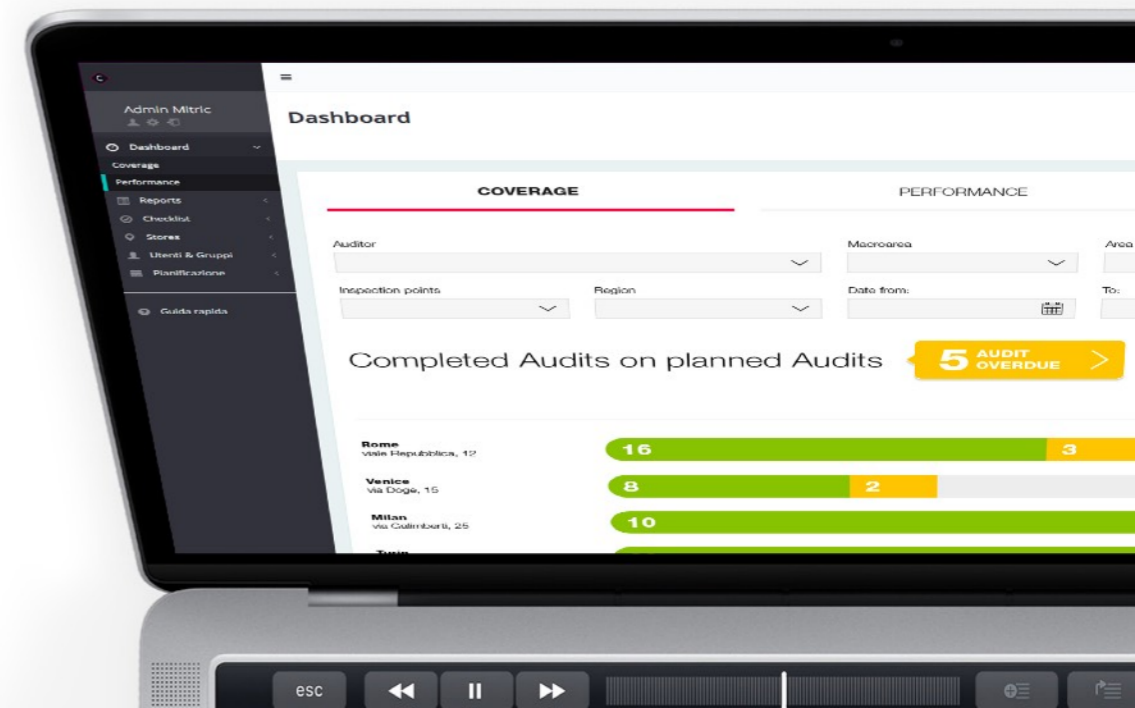 C
Admin Mitric
Dashboard
Coverage
Performance
Reports
Checklist
Stores
Utenti & Gruppi
Pianificazione
Guida rapida
Dashboard
COVERAGE PERFORMANCE
Auditor Macroarea Area
Inspection points Region Date from: To:
Completed Audits on planned Audits 5 AUDIT
OVERDUE
Rome
viale Repubblica, 12
16 3
Venice
via Doge, 15
8 2
Milan
via Galimberti, 25
10
Turin
esc